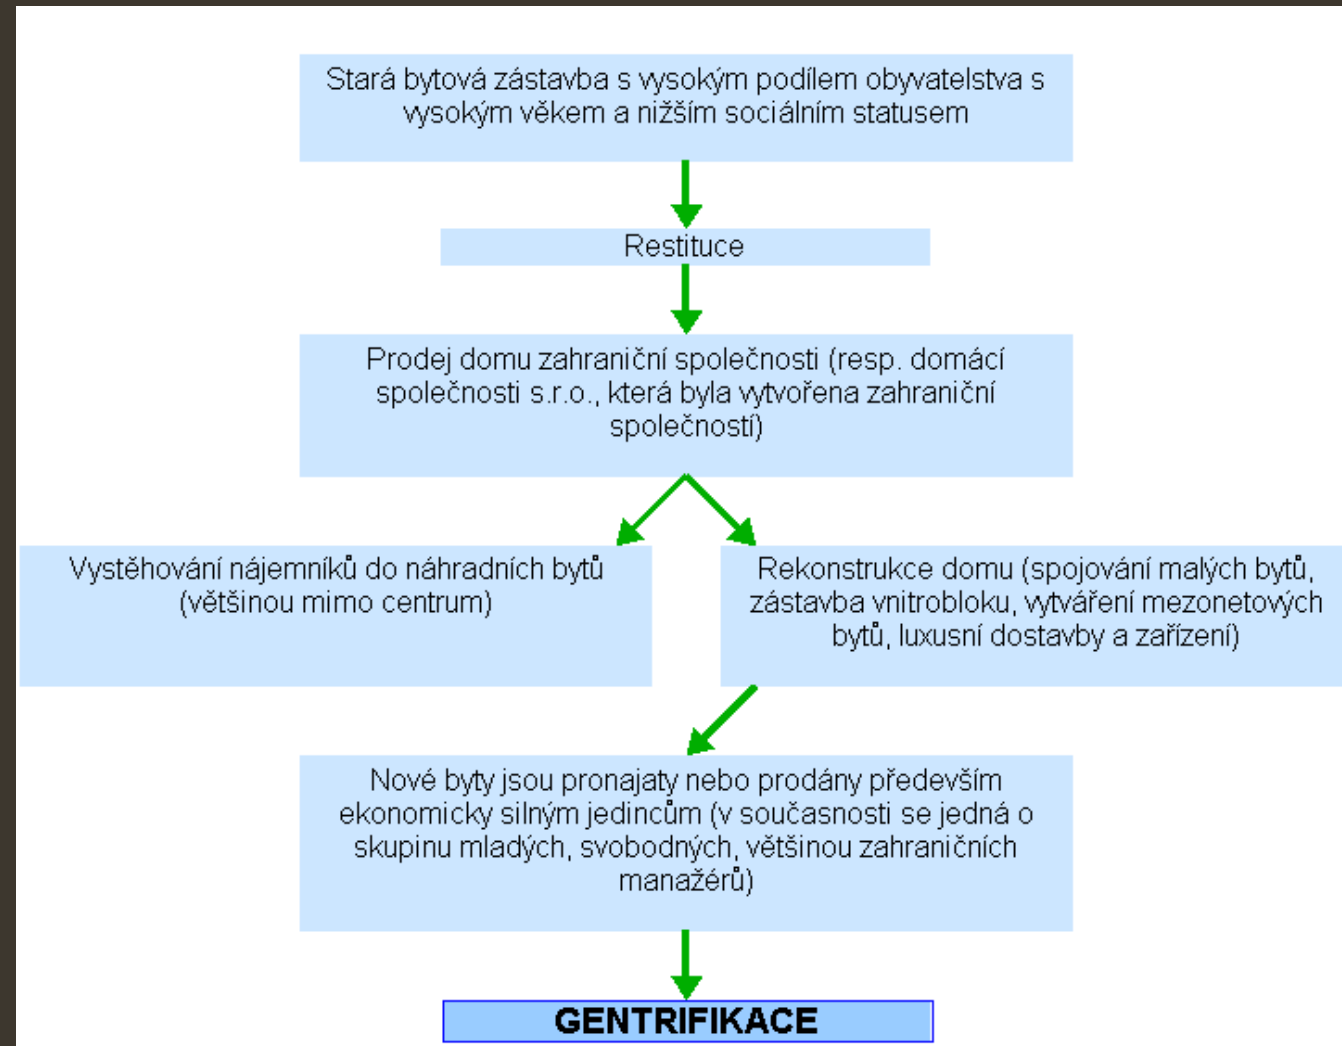 Stará bytová zástavba s vysokým podílem obyvatelstva s
vysokým věkem a nižším sociálním statusem
Restituce
Prodej domu zahraniční společnosti (resp. domácí
společnosti s.r.o., která byla vytvořena zahraniční
společností)
Vystěhování nájemníků do náhradních bytů
(většinou mimo centrum)
Rekonstrukce domu (spojování malých bytů,
zástavba vnitrobloku, vytváření mezonetových
bytů, luxusní dostavby a zařízení)
Nové byty jsou pronajaty nebo prodány především
ekonomicky silným jedincům (v současnosti se jedná o
skupinu mladých, svobodných, většinou zahraničních
manažérů)
GENTRIFIKACE